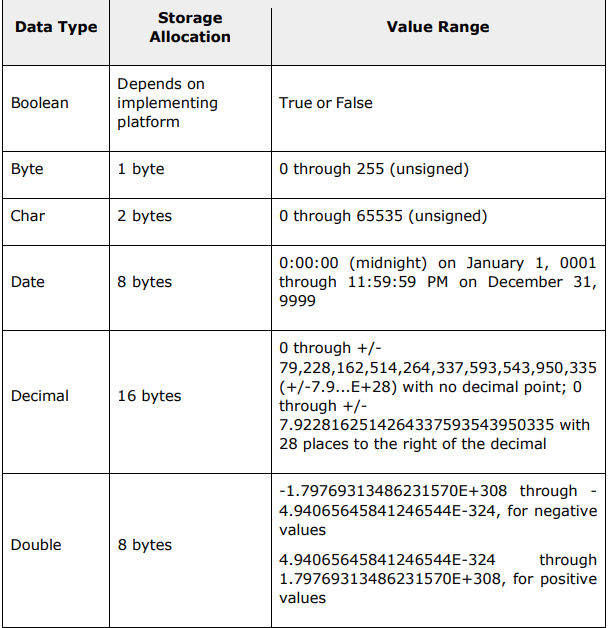 Data Type
Storage
Allocation
Value Range
Boolean
Depends on
implementing
platform
True or False
Byte
1 byte
0 through 255 (unsigned)
Char
2 bytes
0 through 65535 (unsigned)
Date
8 bytes
0:00:00 (midnight) on January 1, 0001
through 11:59:59 PM on December 31,
9999
Decimal
16 bytes
0 through +/-
79,228,162,514,264,337,593,543,950,335
(+/-7.9...E+28) with no decimal point; 0
through +/-
7.9228162514264337593543950335 with
28 places to the right of the decimal
Double
8 bytes
-1.79769313486231570E+308 through -
4.94065645841246544E-324, for negative
values
4.94065645841246544E-324 through
1.79769313486231570E+308, for positive
values